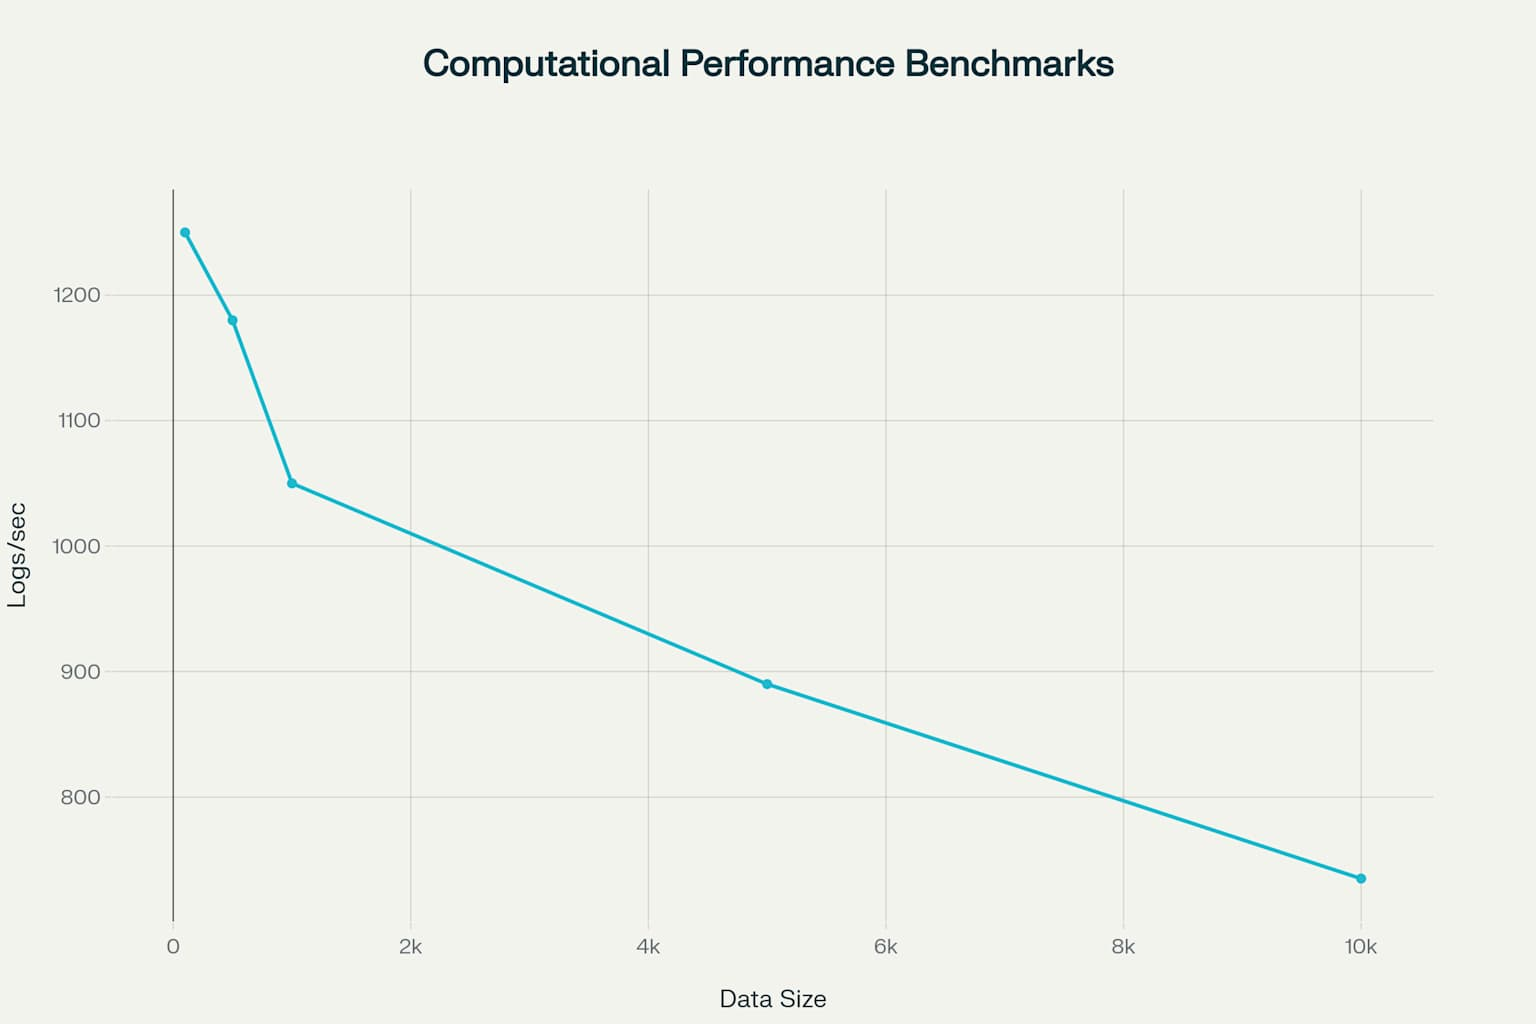 Computational Performance Benchmarks
1200
1100
1000
900
800
Logs/sec
0 2k 4k 6k 8k 10k
Data Size